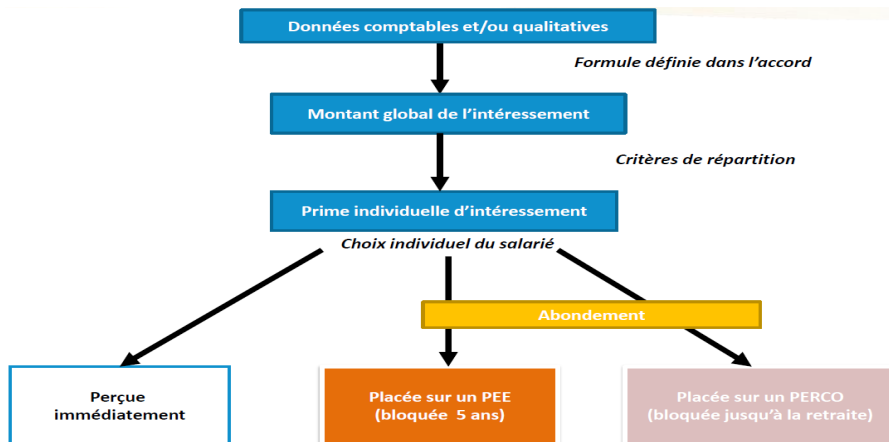 Données comptables et/ou qualitatives
Formule définie dans l'accord
Montant global de l'intéressement
Critères de répartition
Prime individuelle d'intéressement
Choix individuel du salarié
Abondement
Perçue
immédiatement
Placée sur un PEE
(bloquée 5 ans)
Placée sur un PERCO
(bloquée jusqu'à la retraite)